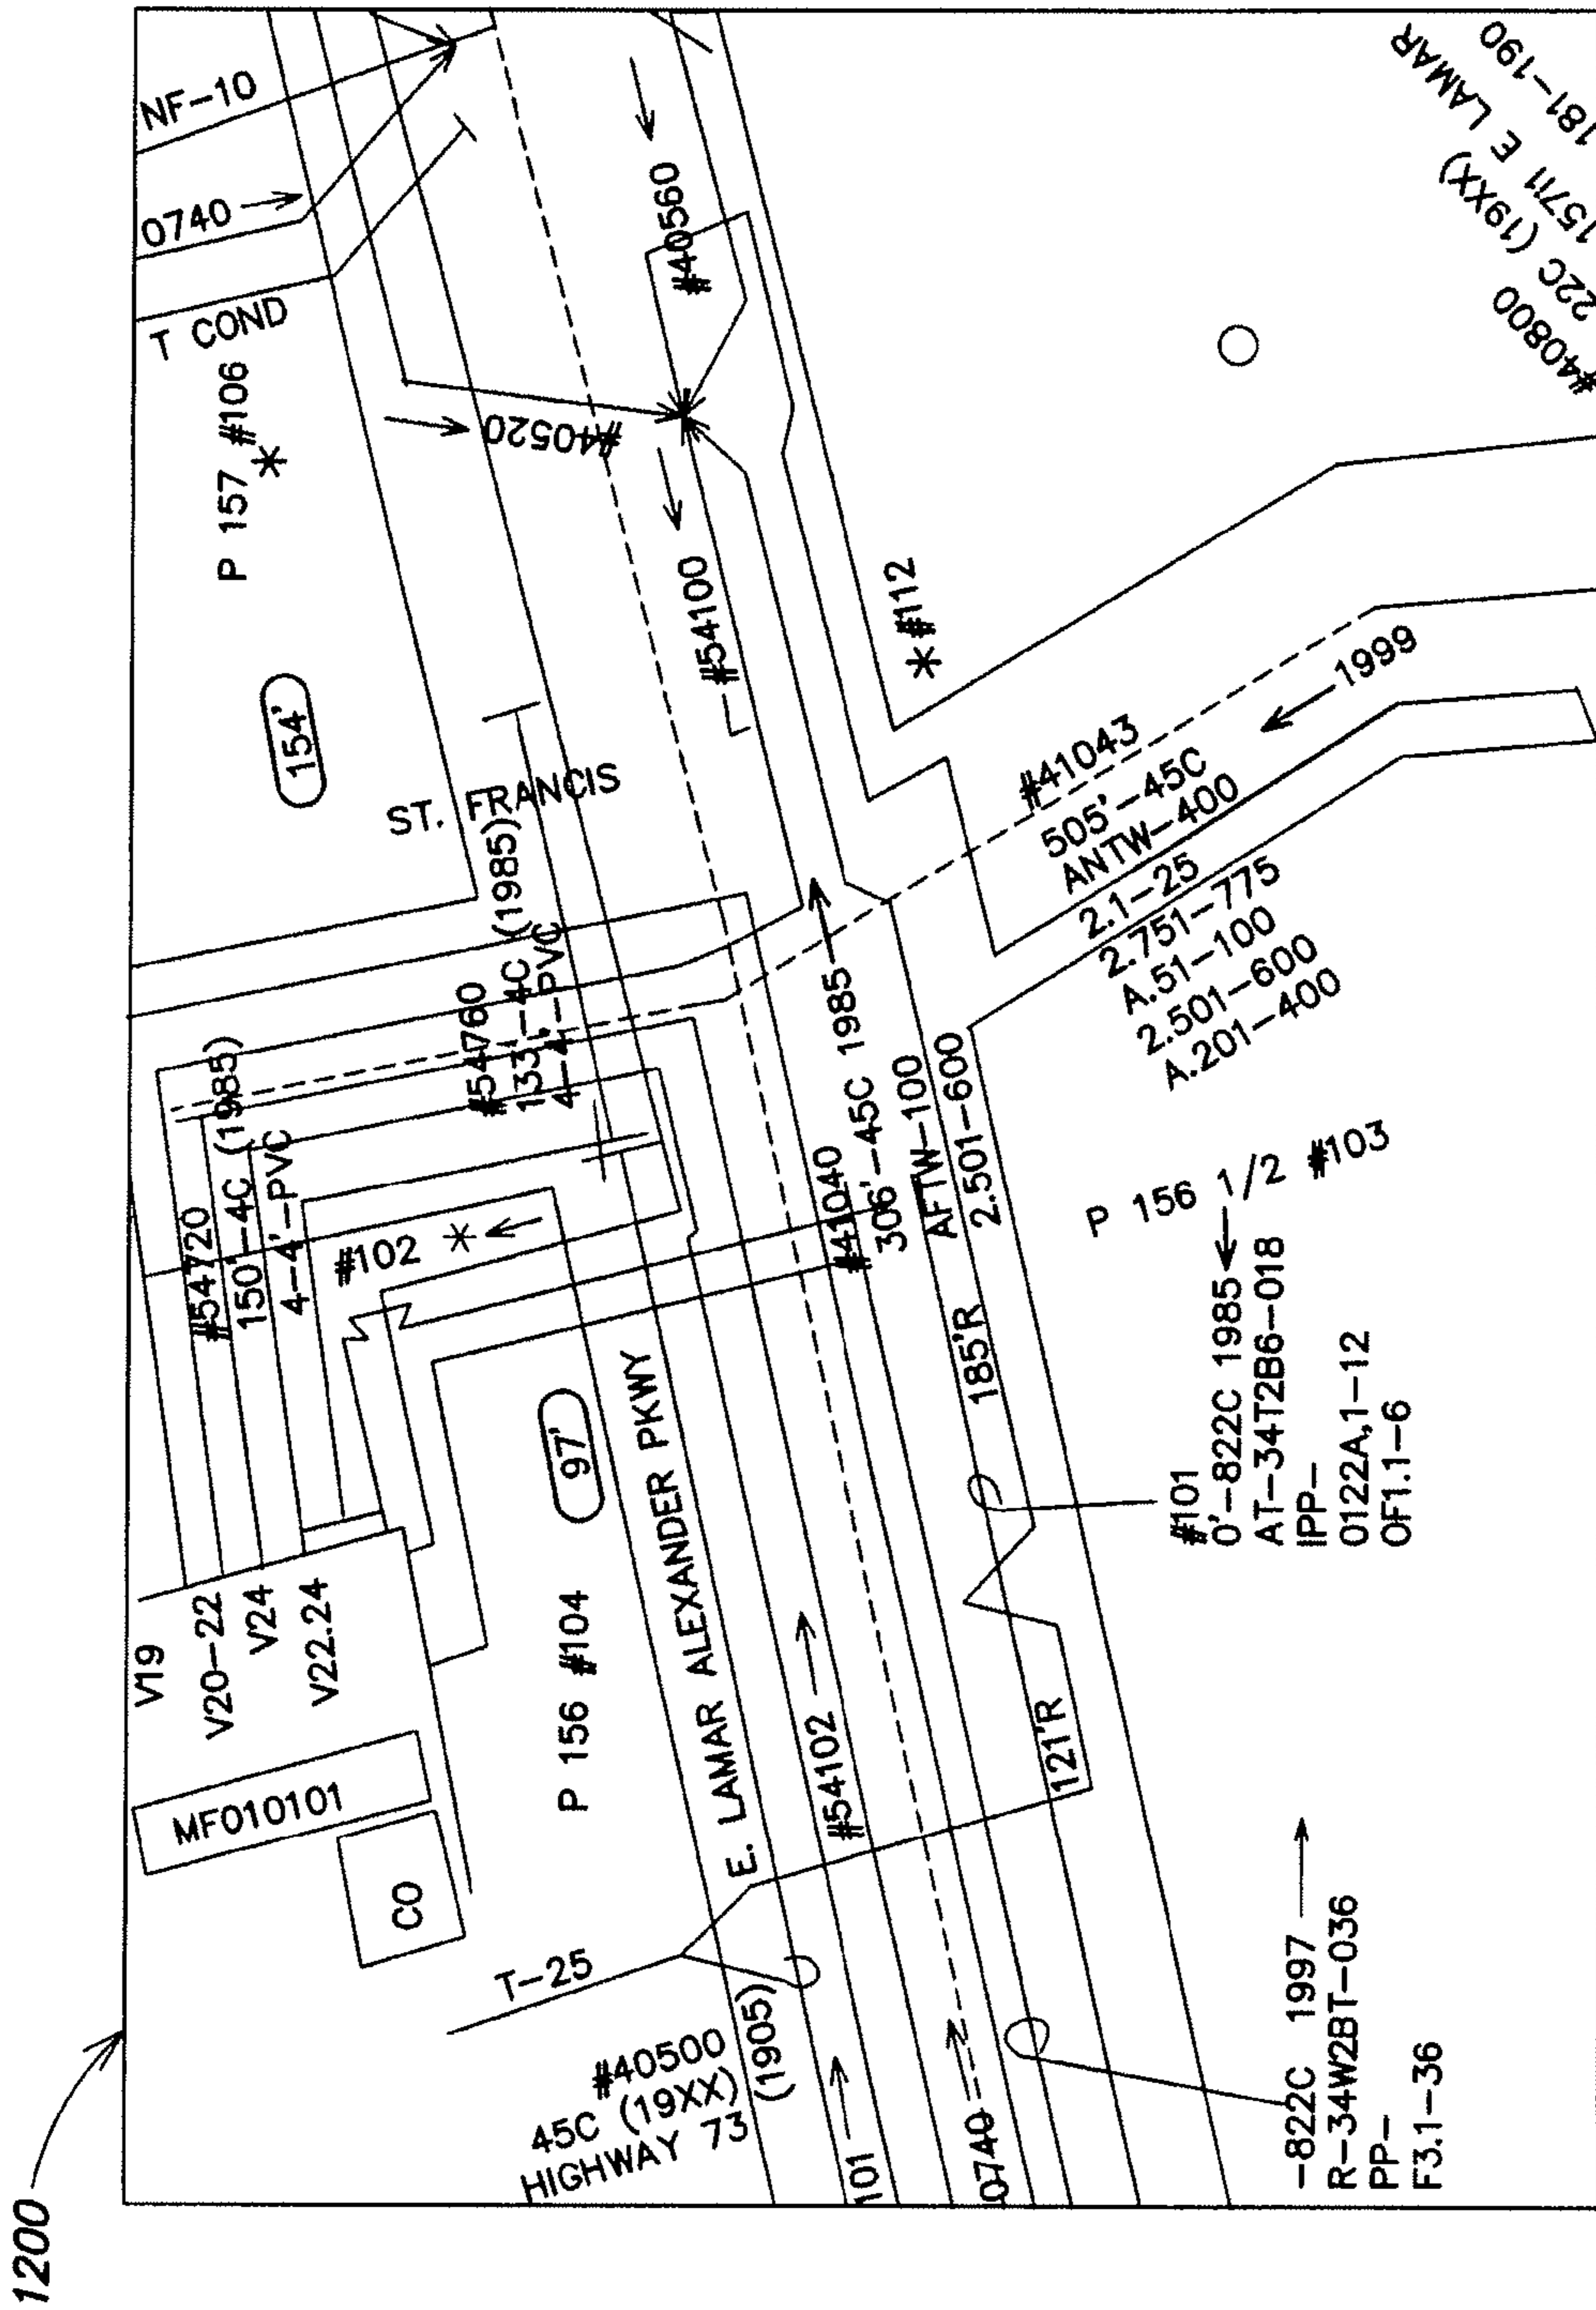 1200
MF010101
CO
V19
V20-22
V24
V22.24
#54720
150'-4C (1985)
4-4'-PVC
#102
T COND
0740
NF-10
P 157 #106
154'
ST. FRANCIS
#54760
133'-4C (1985)
4-4'-PVC
#40520
#40560
#54100
T-25
P 156 #104
97'
E. LAMAR ALEXANDER PKWY
#40500
45C (19XX)
HIGHWAY 73 (1905)
101
#54102
0740
121'R
185'R
#41040
306'-45C 1985
AFTW-100
2.501-600
#112
#41043
505'-45C
ANTW-400
2.1-25
2.751-775
A.51-100
2.501-600
A.201-400
1999
P 156 1/2 #103
#101
0'-822C 1985
AT-34T2B6-018
IPP-
0122A,1-12
OF1.1-6
-822C 1997
R-34W2BT-036
PP-
F3.1-36
#40800
22C (19XX)
15711 E LAMAR
181-190